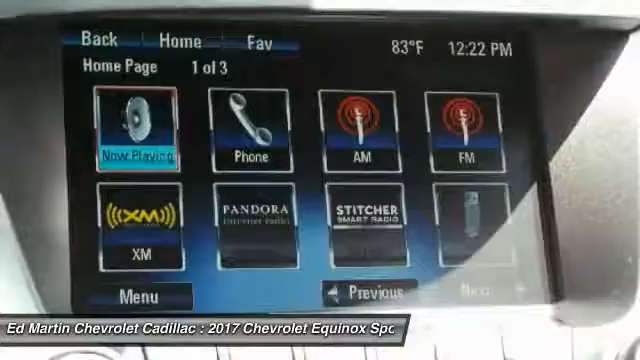 Back Home Fav 83°F 12:22 PM
Home Page 1 of 3
Now Playing Phone AM FM
XM PANDORA STITCHER
internet radio SMART RADIO
XM
Menu Previous Next
Ed Martin Chevrolet Cadillac : 2017 Chevrolet Equinox Spo